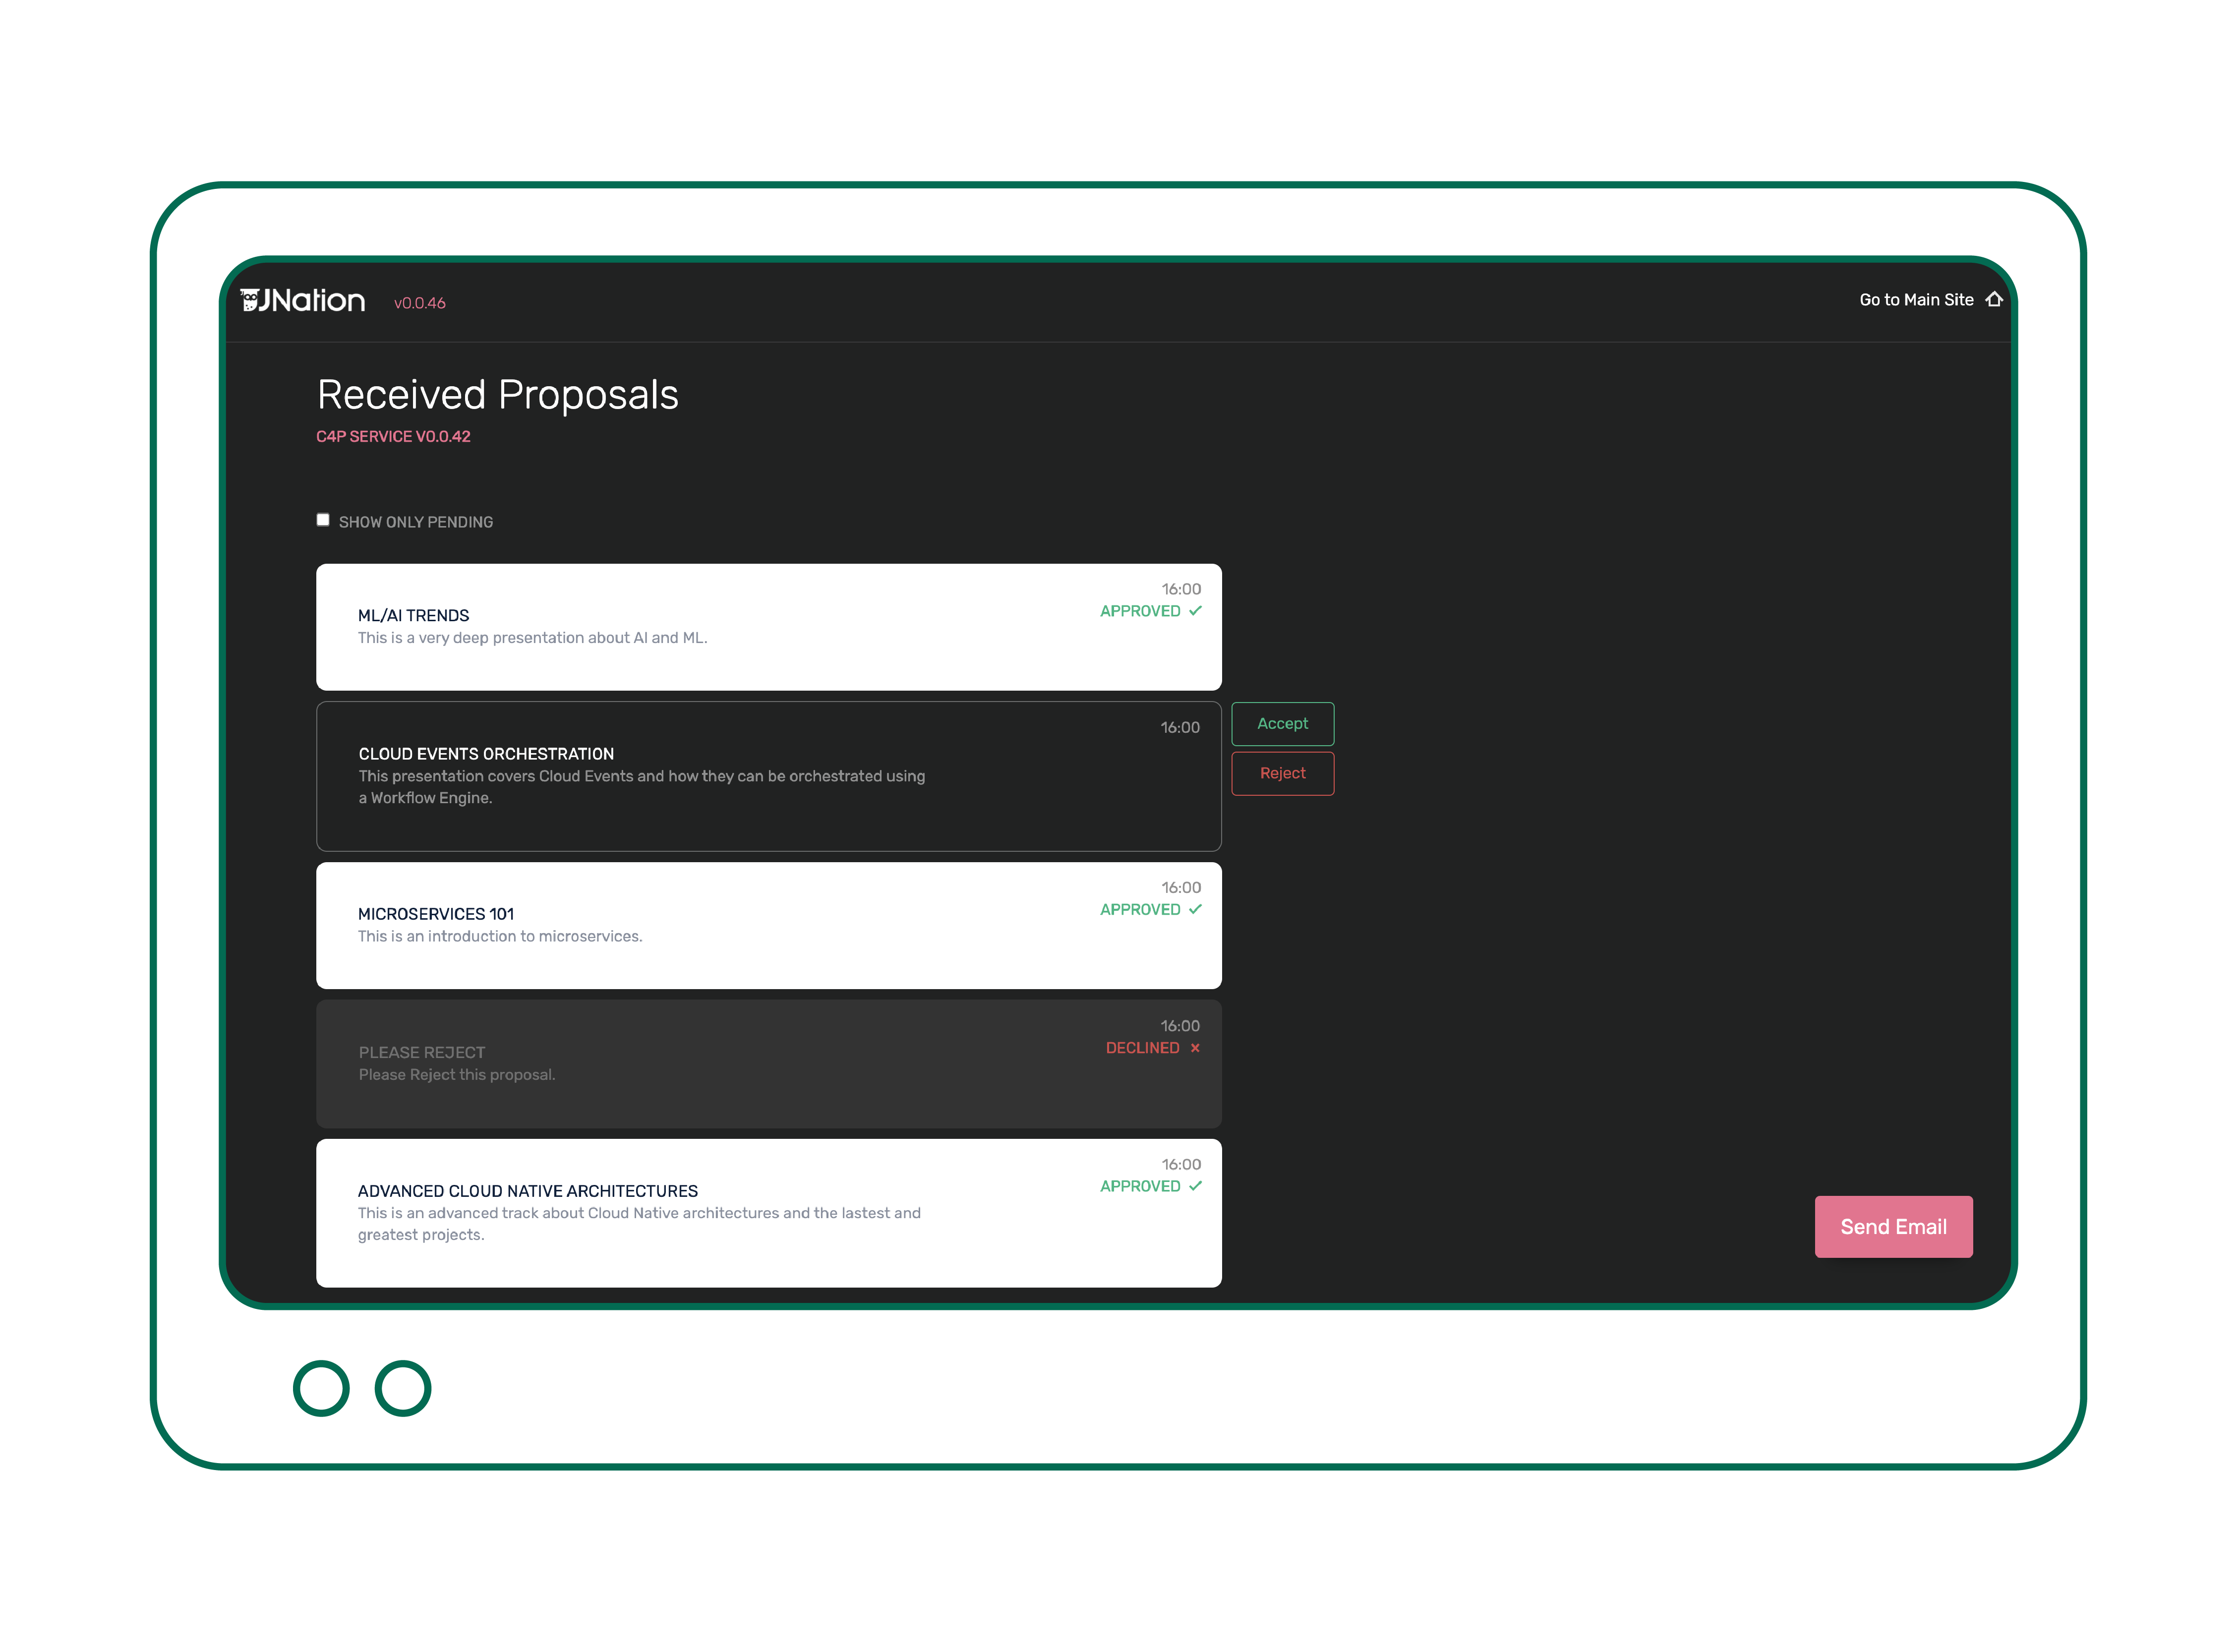 JNation
v0.0.46
Go to Main Site
Received Proposals
C4P SERVICE V0.0.42
SHOW ONLY PENDING
16:00
APPROVED
ML/AI TRENDS
This is a very deep presentation about AI and ML.
16:00
CLOUD EVENTS ORCHESTRATION
This presentation covers Cloud Events and how they can be orchestrated using
a Workflow Engine.
Accept
Reject
16:00
APPROVED
MICROSERVICES 101
This is an introduction to microservices.
16:00
DECLINED
PLEASE REJECT
Please Reject this proposal.
16:00
APPROVED
ADVANCED CLOUD NATIVE ARCHITECTURES
This is an advanced track about Cloud Native architectures and the lastest and
greatest projects.
Send Email